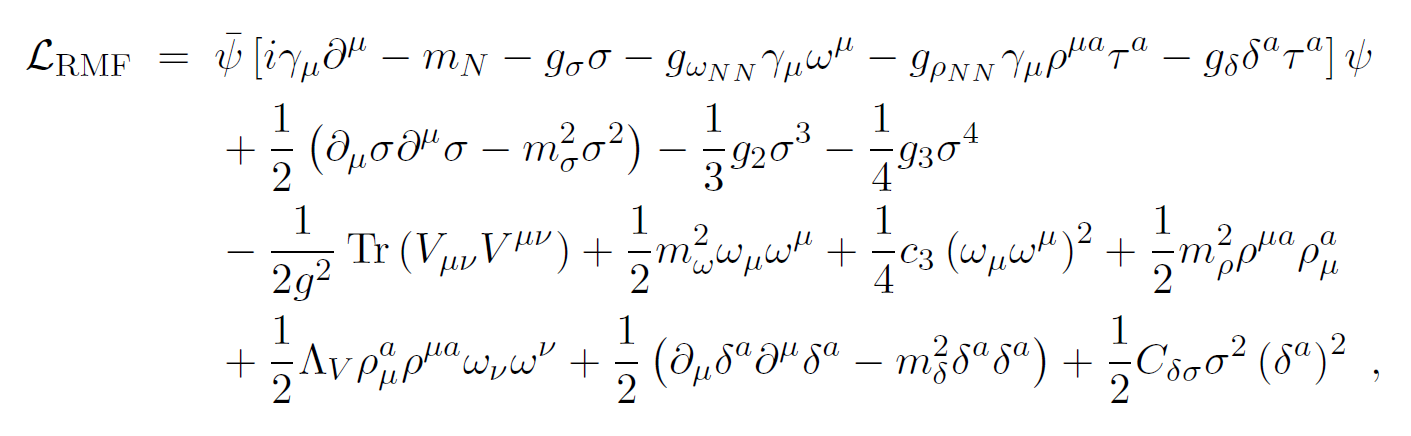 \mathcal{L}_{\mathrm{RMF}} = \bar{\psi} \left[ i\gamma_{\mu}\partial^{\mu} - m_N - g_{\sigma}\sigma - g_{\omega_{NN}}\gamma_{\mu}\omega^{\mu} - g_{\rho_{NN}}\gamma_{\mu}\rho^{\mu a}\tau^{a} - g_{\delta}\delta^{a}\tau^{a} \right] \psi
+ \frac{1}{2} \left( \partial_{\mu}\sigma\partial^{\mu}\sigma - m_{\sigma}^{2}\sigma^{2} \right) - \frac{1}{3} g_2 \sigma^3 - \frac{1}{4} g_3 \sigma^4
- \frac{1}{2g^2} \mathrm{Tr} \left( V_{\mu\nu} V^{\mu\nu} \right) + \frac{1}{2} m_{\omega}^{2} \omega_{\mu}\omega^{\mu} + \frac{1}{4} c_3 \left( \omega_{\mu}\omega^{\mu} \right)^2 + \frac{1}{2} m_{\rho}^{2} \rho^{\mu a} \rho_{\mu}^{a}
+ \frac{1}{2} \Lambda_V \rho_{\mu}^{a} \rho^{\mu a} \omega_{\nu}\omega^{\nu} + \frac{1}{2} \left( \partial_{\mu}\delta^{a}\partial^{\mu}\delta^{a} - m_{\delta}^{2}\delta^{a}\delta^{a} \right) + \frac{1}{2} C_{\delta\sigma}\sigma^2 \left( \delta^{a} \right)^2 ,